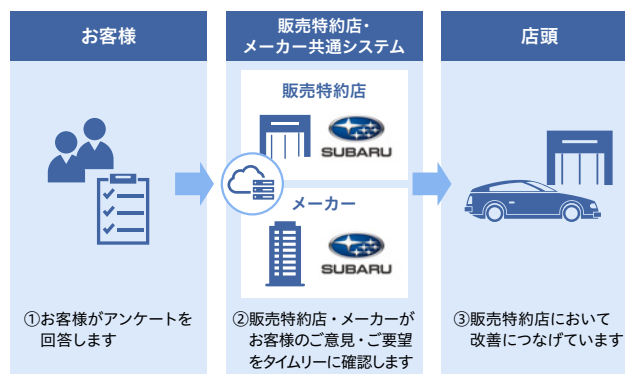 お客様
販売特約店・
メーカー共通システム
店頭
販売特約店
SUBARU
メーカー
SUBARU
①お客様がアンケートを
回答します
②販売特約店・メーカーが
お客様のご意見・ご要望
をタイムリーに確認します
③販売特約店において
改善につなげています